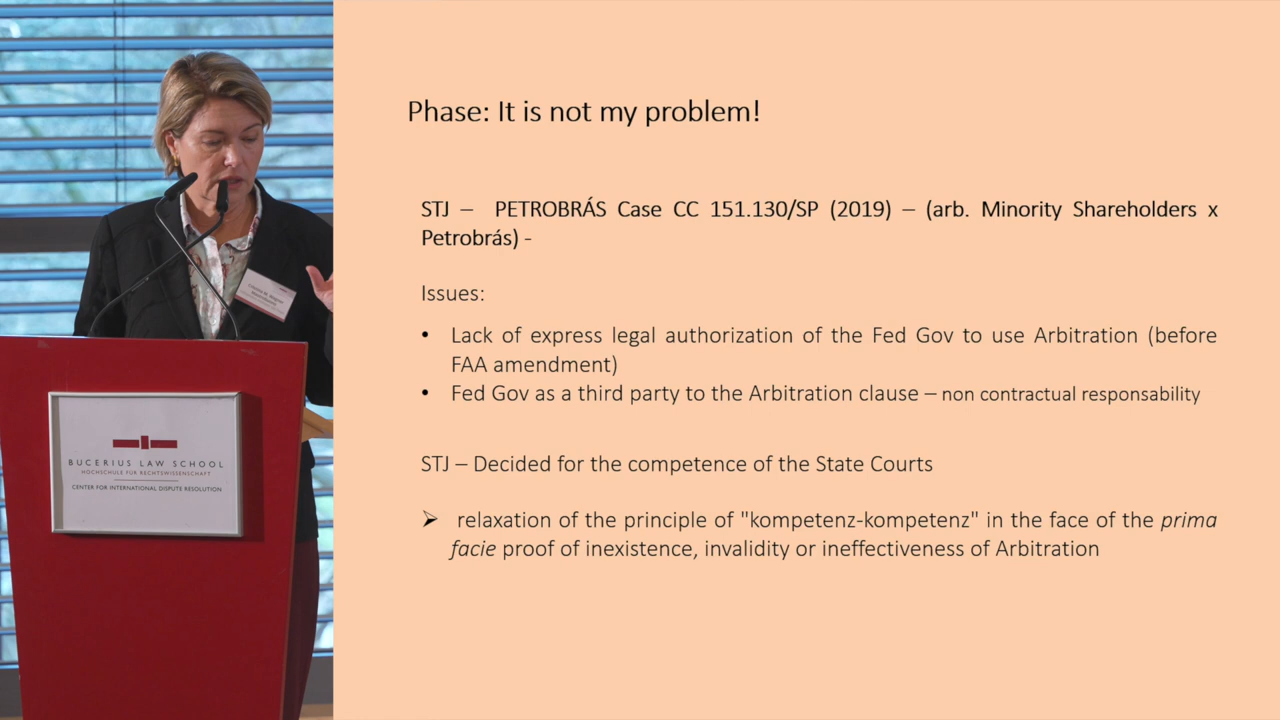 Phase: It is not my problem!
STJ – PETROBRÁS Case CC 151.130/SP (2019) – (arb. Minority Shareholders x
Petrobrás) -
Issues:
• Lack of express legal authorization of the Fed Gov to use Arbitration (before
FAA amendment)
• Fed Gov as a third party to the Arbitration clause – non contractual responsability
STJ – Decided for the competence of the State Courts
➢ relaxation of the principle of "kompetenz-kompetenz" in the face of the prima
facie proof of inexistence, invalidity or ineffectiveness of Arbitration
BUCERIUS LAW SCHOOL
HOCHSCHULE FÜR RECHTSWISSENSCHAFT
CENTER FOR INTERNATIONAL DISPUTE RESOLUTION